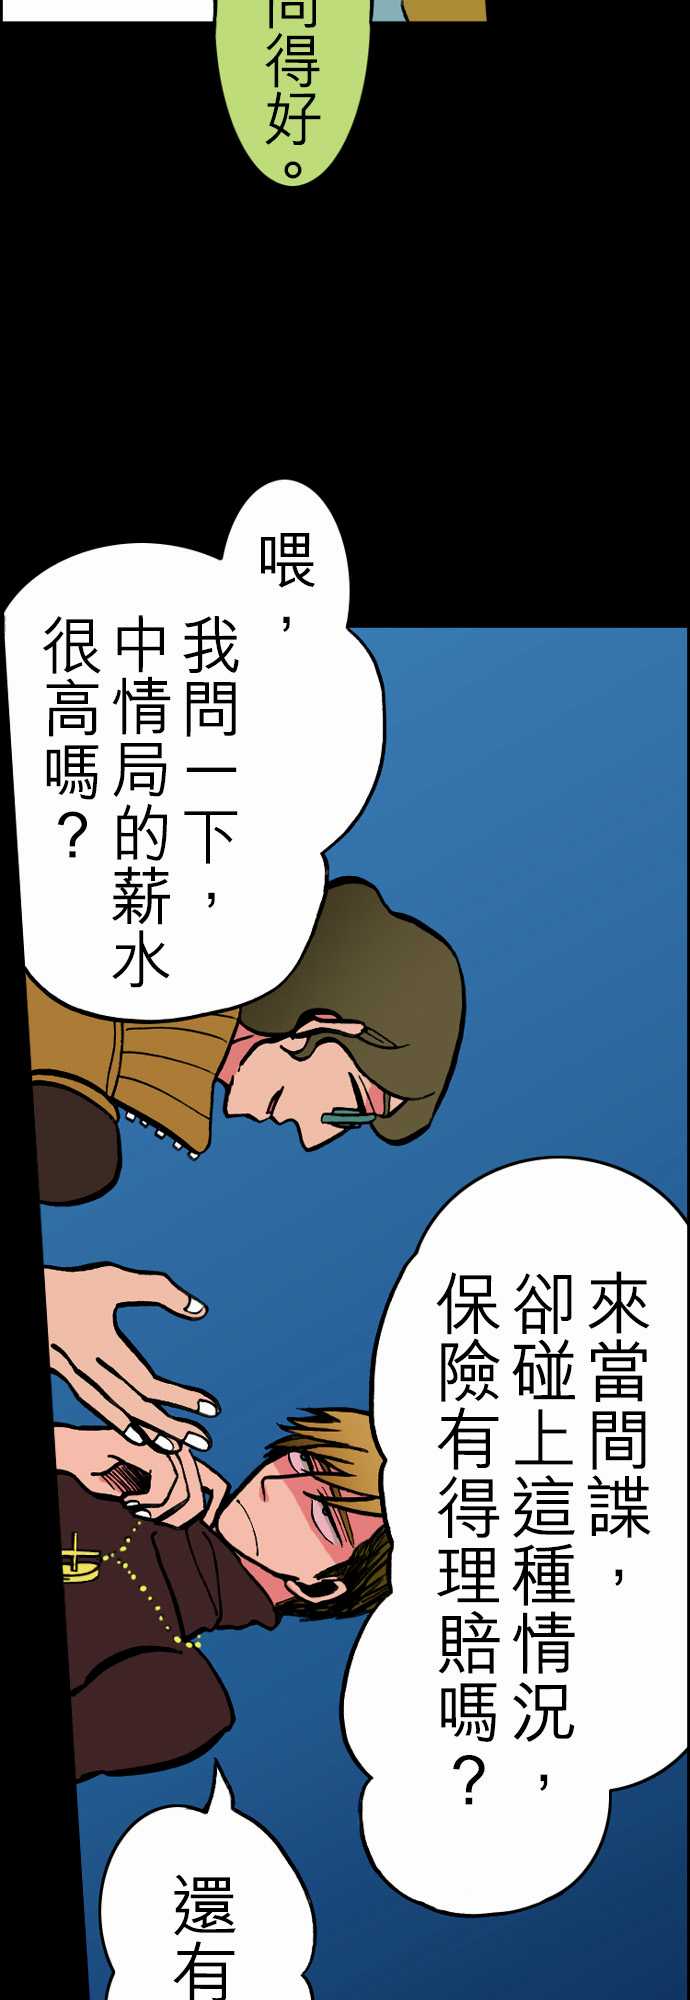 問得好。
喂，
我問一下，
中情局的薪水
很高嗎？
來當間諜，
卻碰上這種情況，
保險有得理賠嗎？
還有